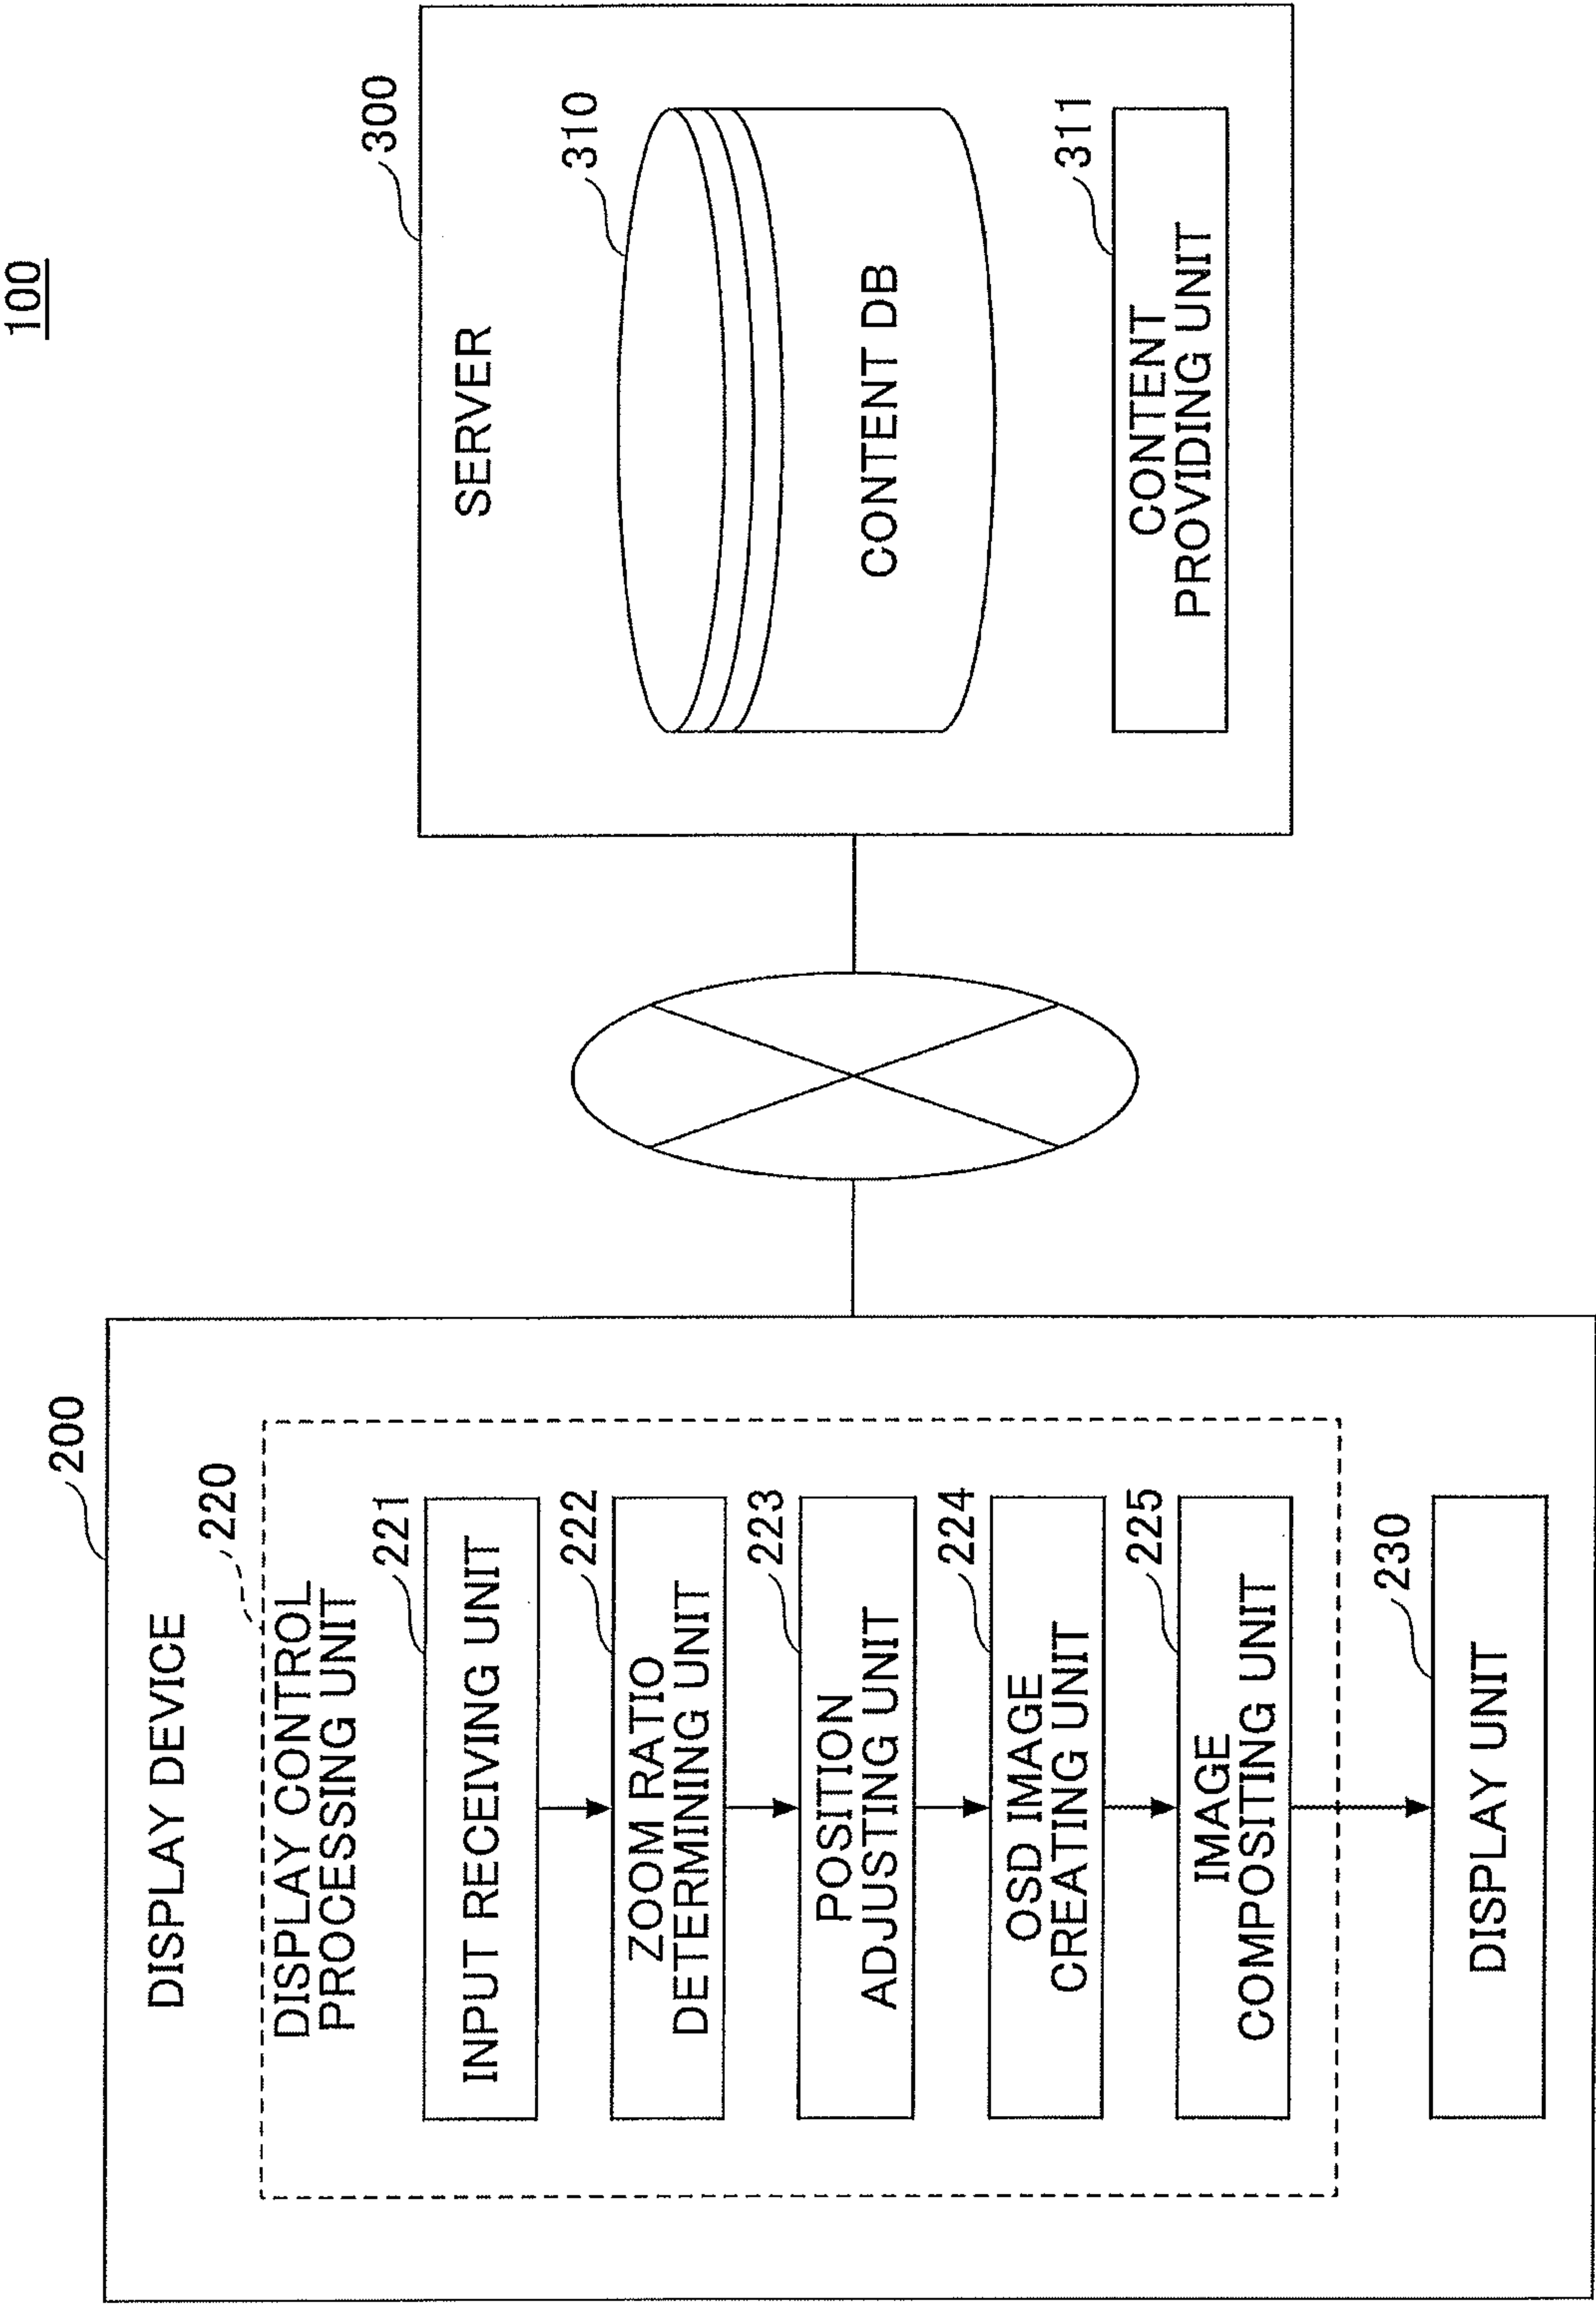 100
200
DISPLAY DEVICE
220
DISPLAY CONTROL
PROCESSING UNIT
221
INPUT RECEIVING UNIT
222
ZOOM RATIO
DETERMINING UNIT
223
POSITION
ADJUSTING UNIT
224
OSD IMAGE
CREATING UNIT
225
IMAGE
COMPOSITING UNIT
230
DISPLAY UNIT
300
SERVER
310
CONTENT DB
311
CONTENT
PROVIDING UNIT